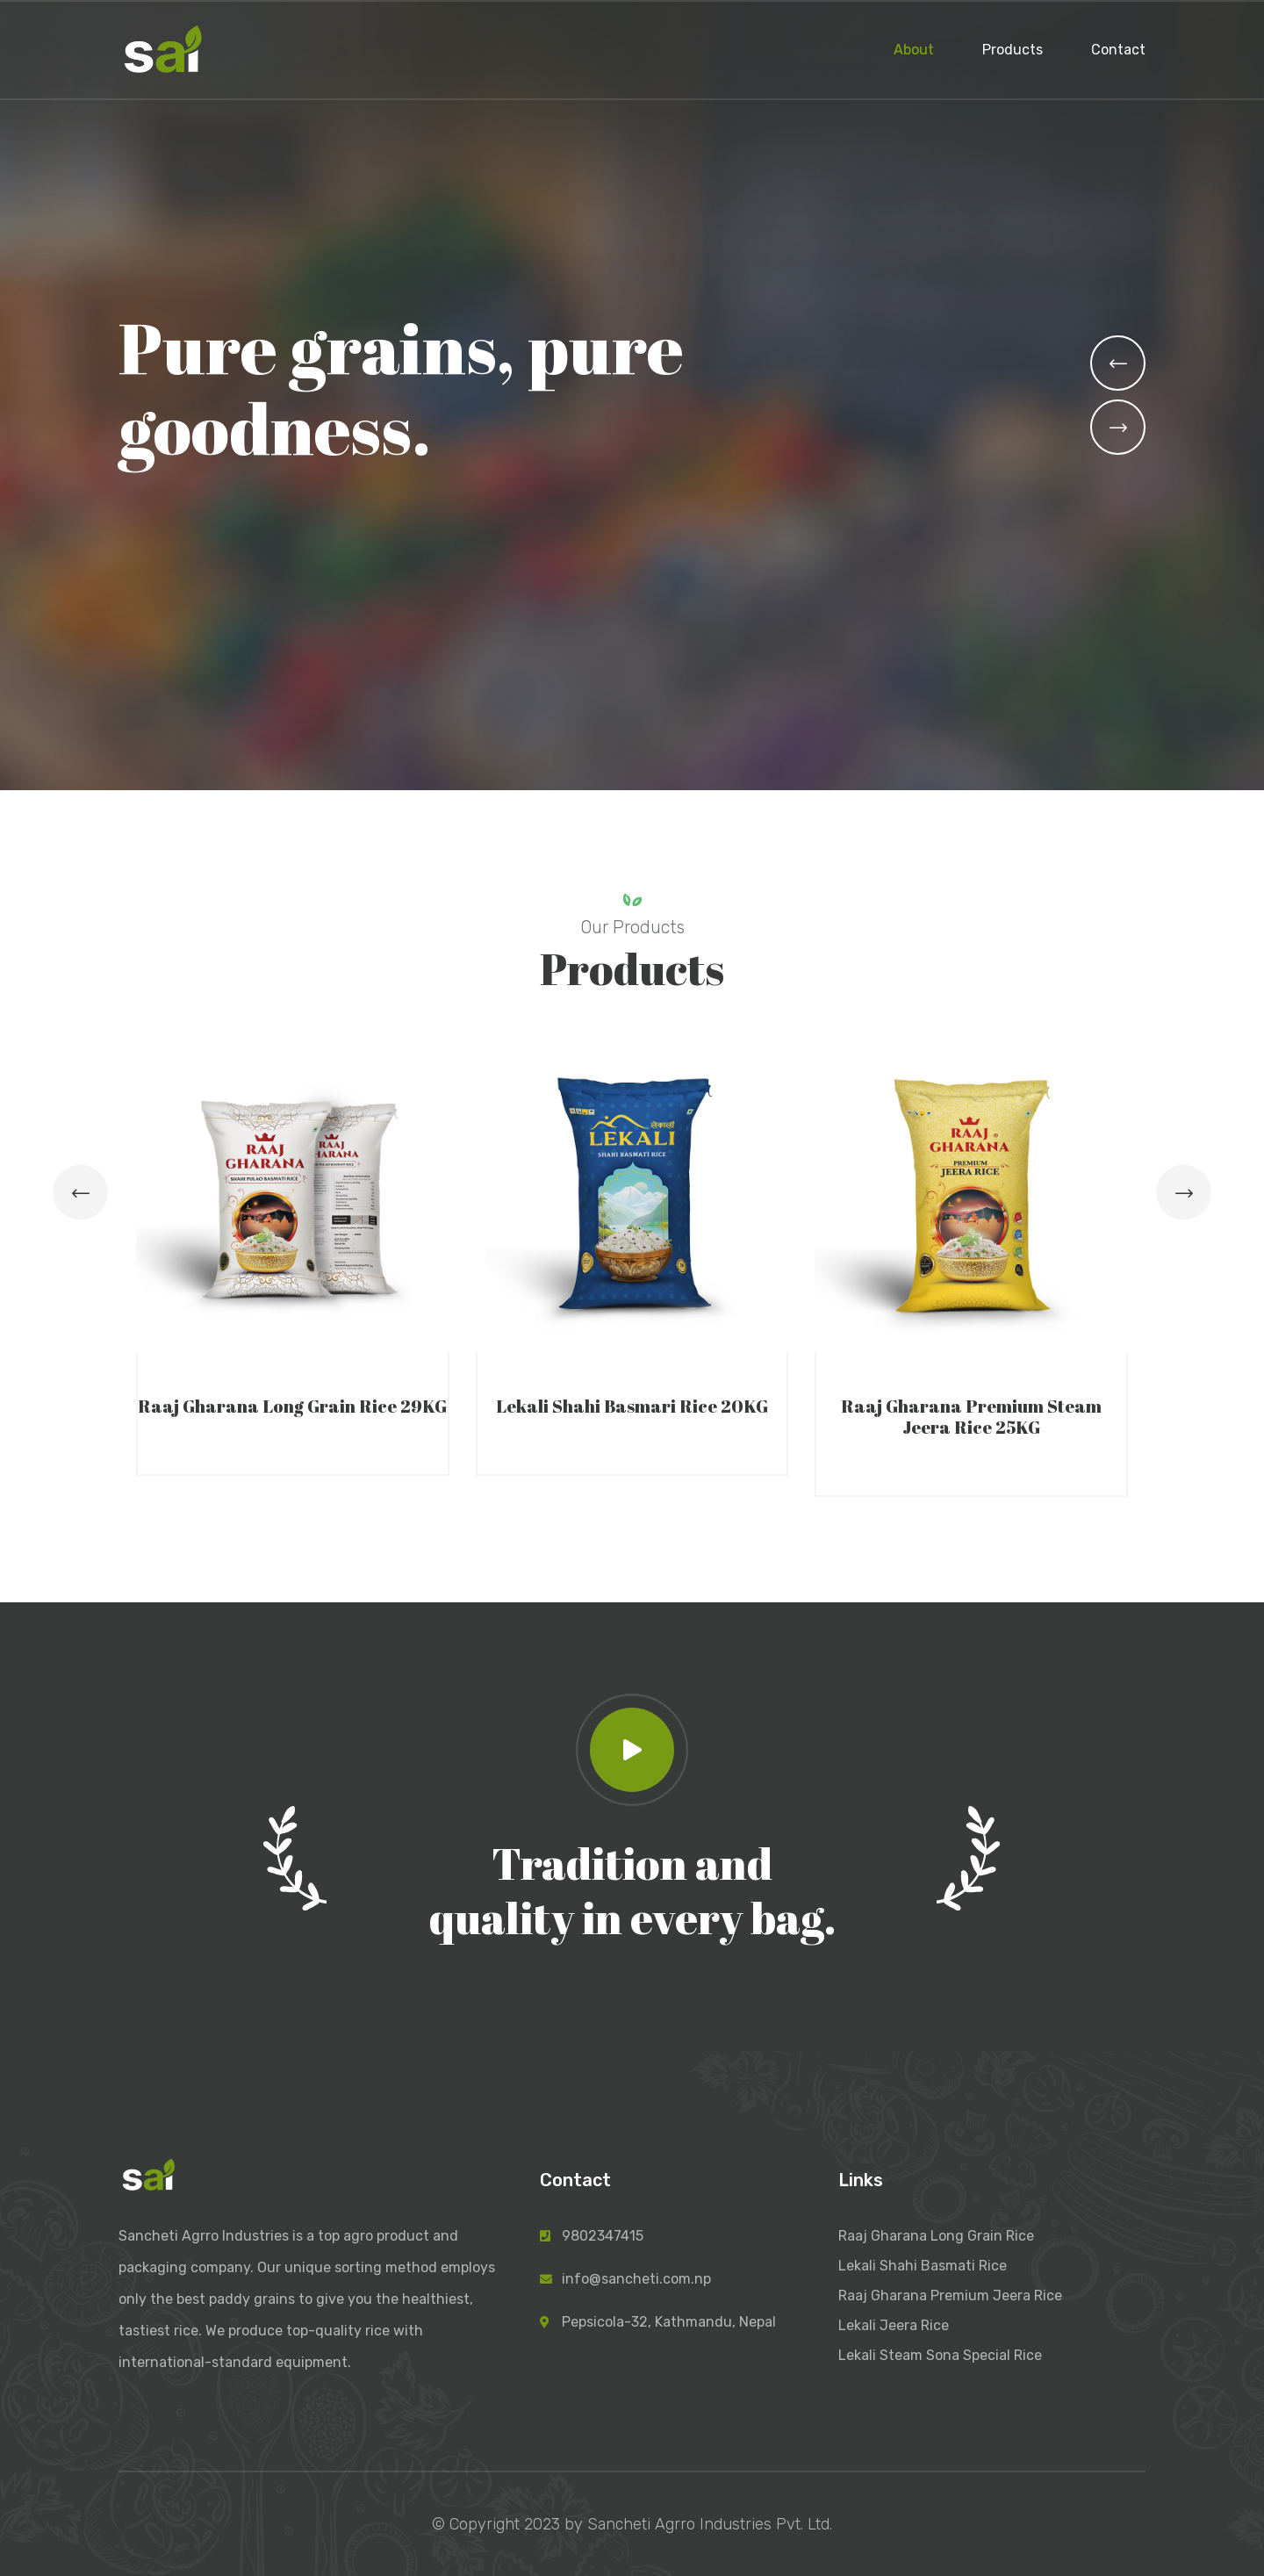 sai
About
Products
Contact
Pure grains, pure
goodness.
Our Products
Products
RAAJ
GHARANA
SHAHI PULAO BASMATI RICE
RAAJ
GHARANA
लेकाली
LEKALI
SHAHI BASMATI RICE
RAAJ
GHARANA
PREMIUM
JEERA RICE
Raaj Gharana Long Grain Rice 29KG
Lekali Shahi Basmari Rice 20KG
Raaj Gharana Premium Steam
Jeera Rice 25KG
Tradition and
quality in every bag.
sai
Sancheti Agrro Industries is a top agro product and
packaging company. Our unique sorting method employs
only the best paddy grains to give you the healthiest,
tastiest rice. We produce top-quality rice with
international-standard equipment.
Contact
9802347415
info@sancheti.com.np
Pepsicola-32, Kathmandu, Nepal
Links
Raaj Gharana Long Grain Rice
Lekali Shahi Basmati Rice
Raaj Gharana Premium Jeera Rice
Lekali Jeera Rice
Lekali Steam Sona Special Rice
© Copyright 2023 by Sancheti Agrro Industries Pvt. Ltd.